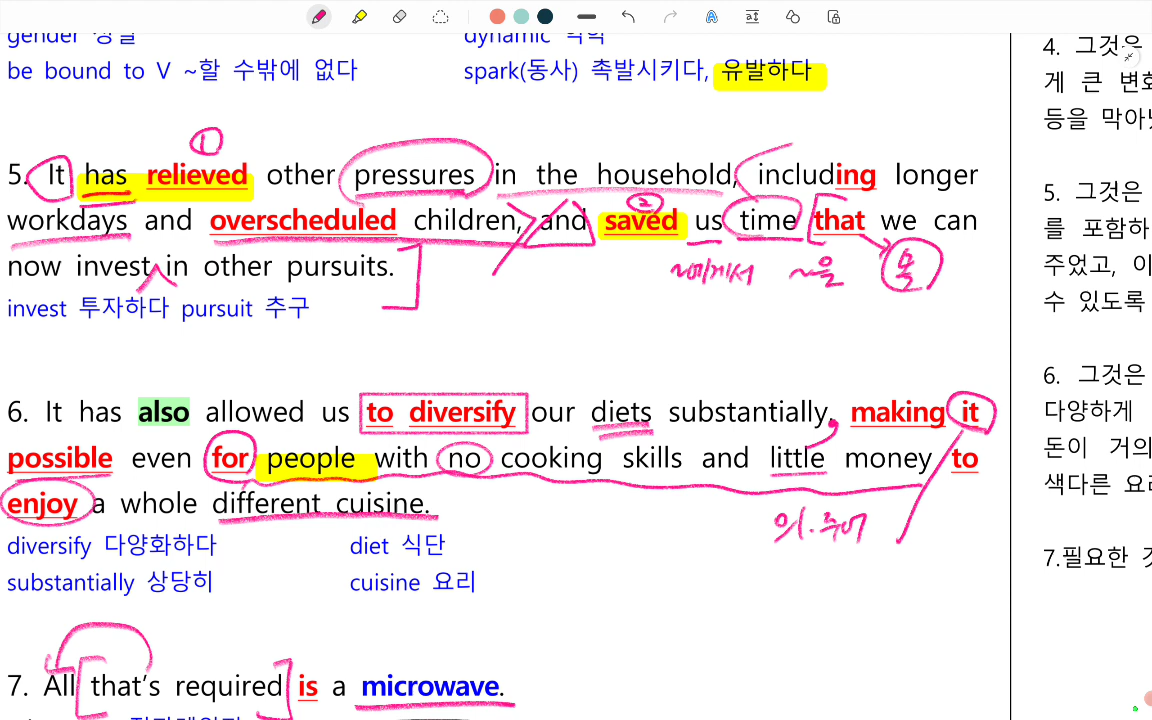 gender 성별
dynamic 역학
be bound to V ~할 수밖에 없다
spark(동사) 촉발시키다, 유발하다
①
5. It has relieved other pressures in the household, including longer
②
workdays and overscheduled children, and saved us time that we can
~에게서 ~을 목
now invest in other pursuits.
invest 투자하다 pursuit 추구
6. It has also allowed us to diversify our diets substantially, making it
possible even for people with no cooking skills and little money to
enjoy a whole different cuisine.
의.주어
diversify 다양화하다
diet 식단
substantially 상당히
cuisine 요리
7. All that's required is a microwave.
4. 그것은
게 큰 변화
등을 막아
5. 그것은
를 포함하
주었고, 이
수 있도록
6. 그것은
다양하게
돈이 거의
색다른 요리
7.필요한 것